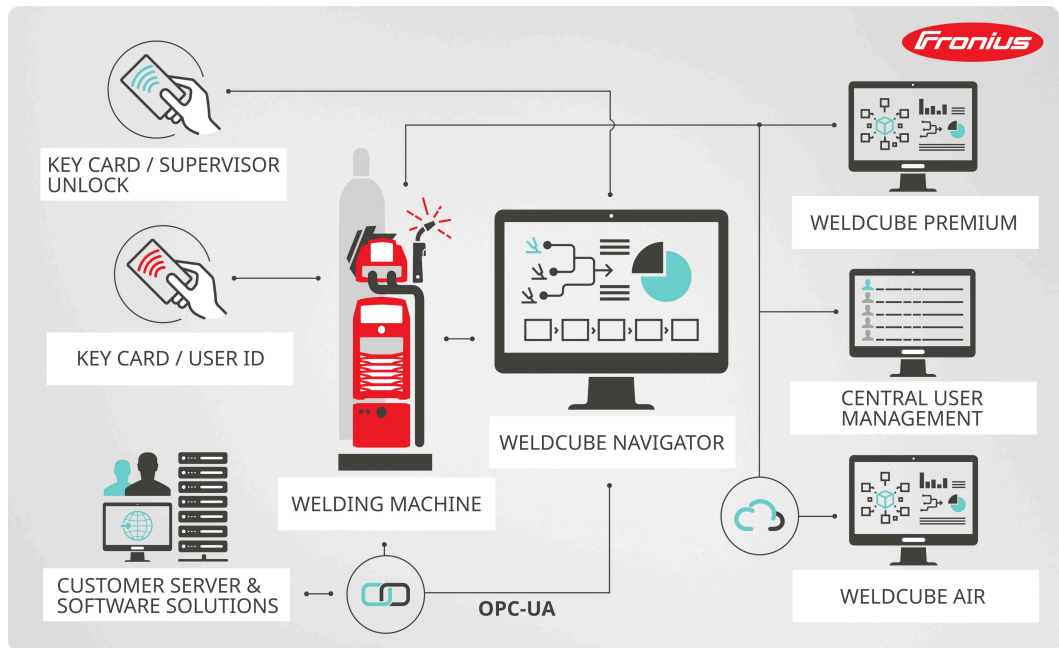 Fronius
KEY CARD / SUPERVISOR
UNLOCK
WELDCUBE PREMIUM
KEY CARD / USER ID
CENTRAL USER
MANAGEMENT
WELDCUBE NAVIGATOR
WELDING MACHINE
CUSTOMER SERVER &
SOFTWARE SOLUTIONS
OPC-UA
WELDCUBE AIR